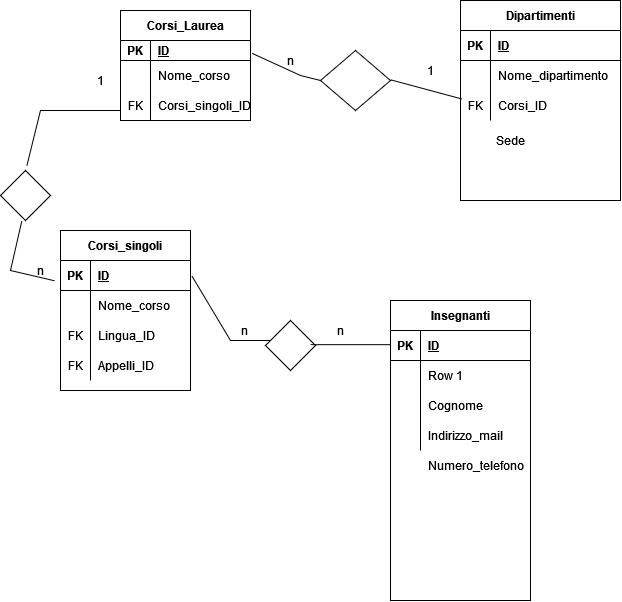 Corsi_Laurea
PK ID
Nome_corso
FK Corsi_singoli_ID
Dipartimenti
PK ID
Nome_dipartimento
FK Corsi_ID
Sede
n
1
1
n
Corsi_singoli
PK ID
Nome_corso
FK Lingua_ID
FK Appelli_ID
n
n
Insegnanti
PK ID
Row 1
Cognome
Indirizzo_mail
Numero_telefono